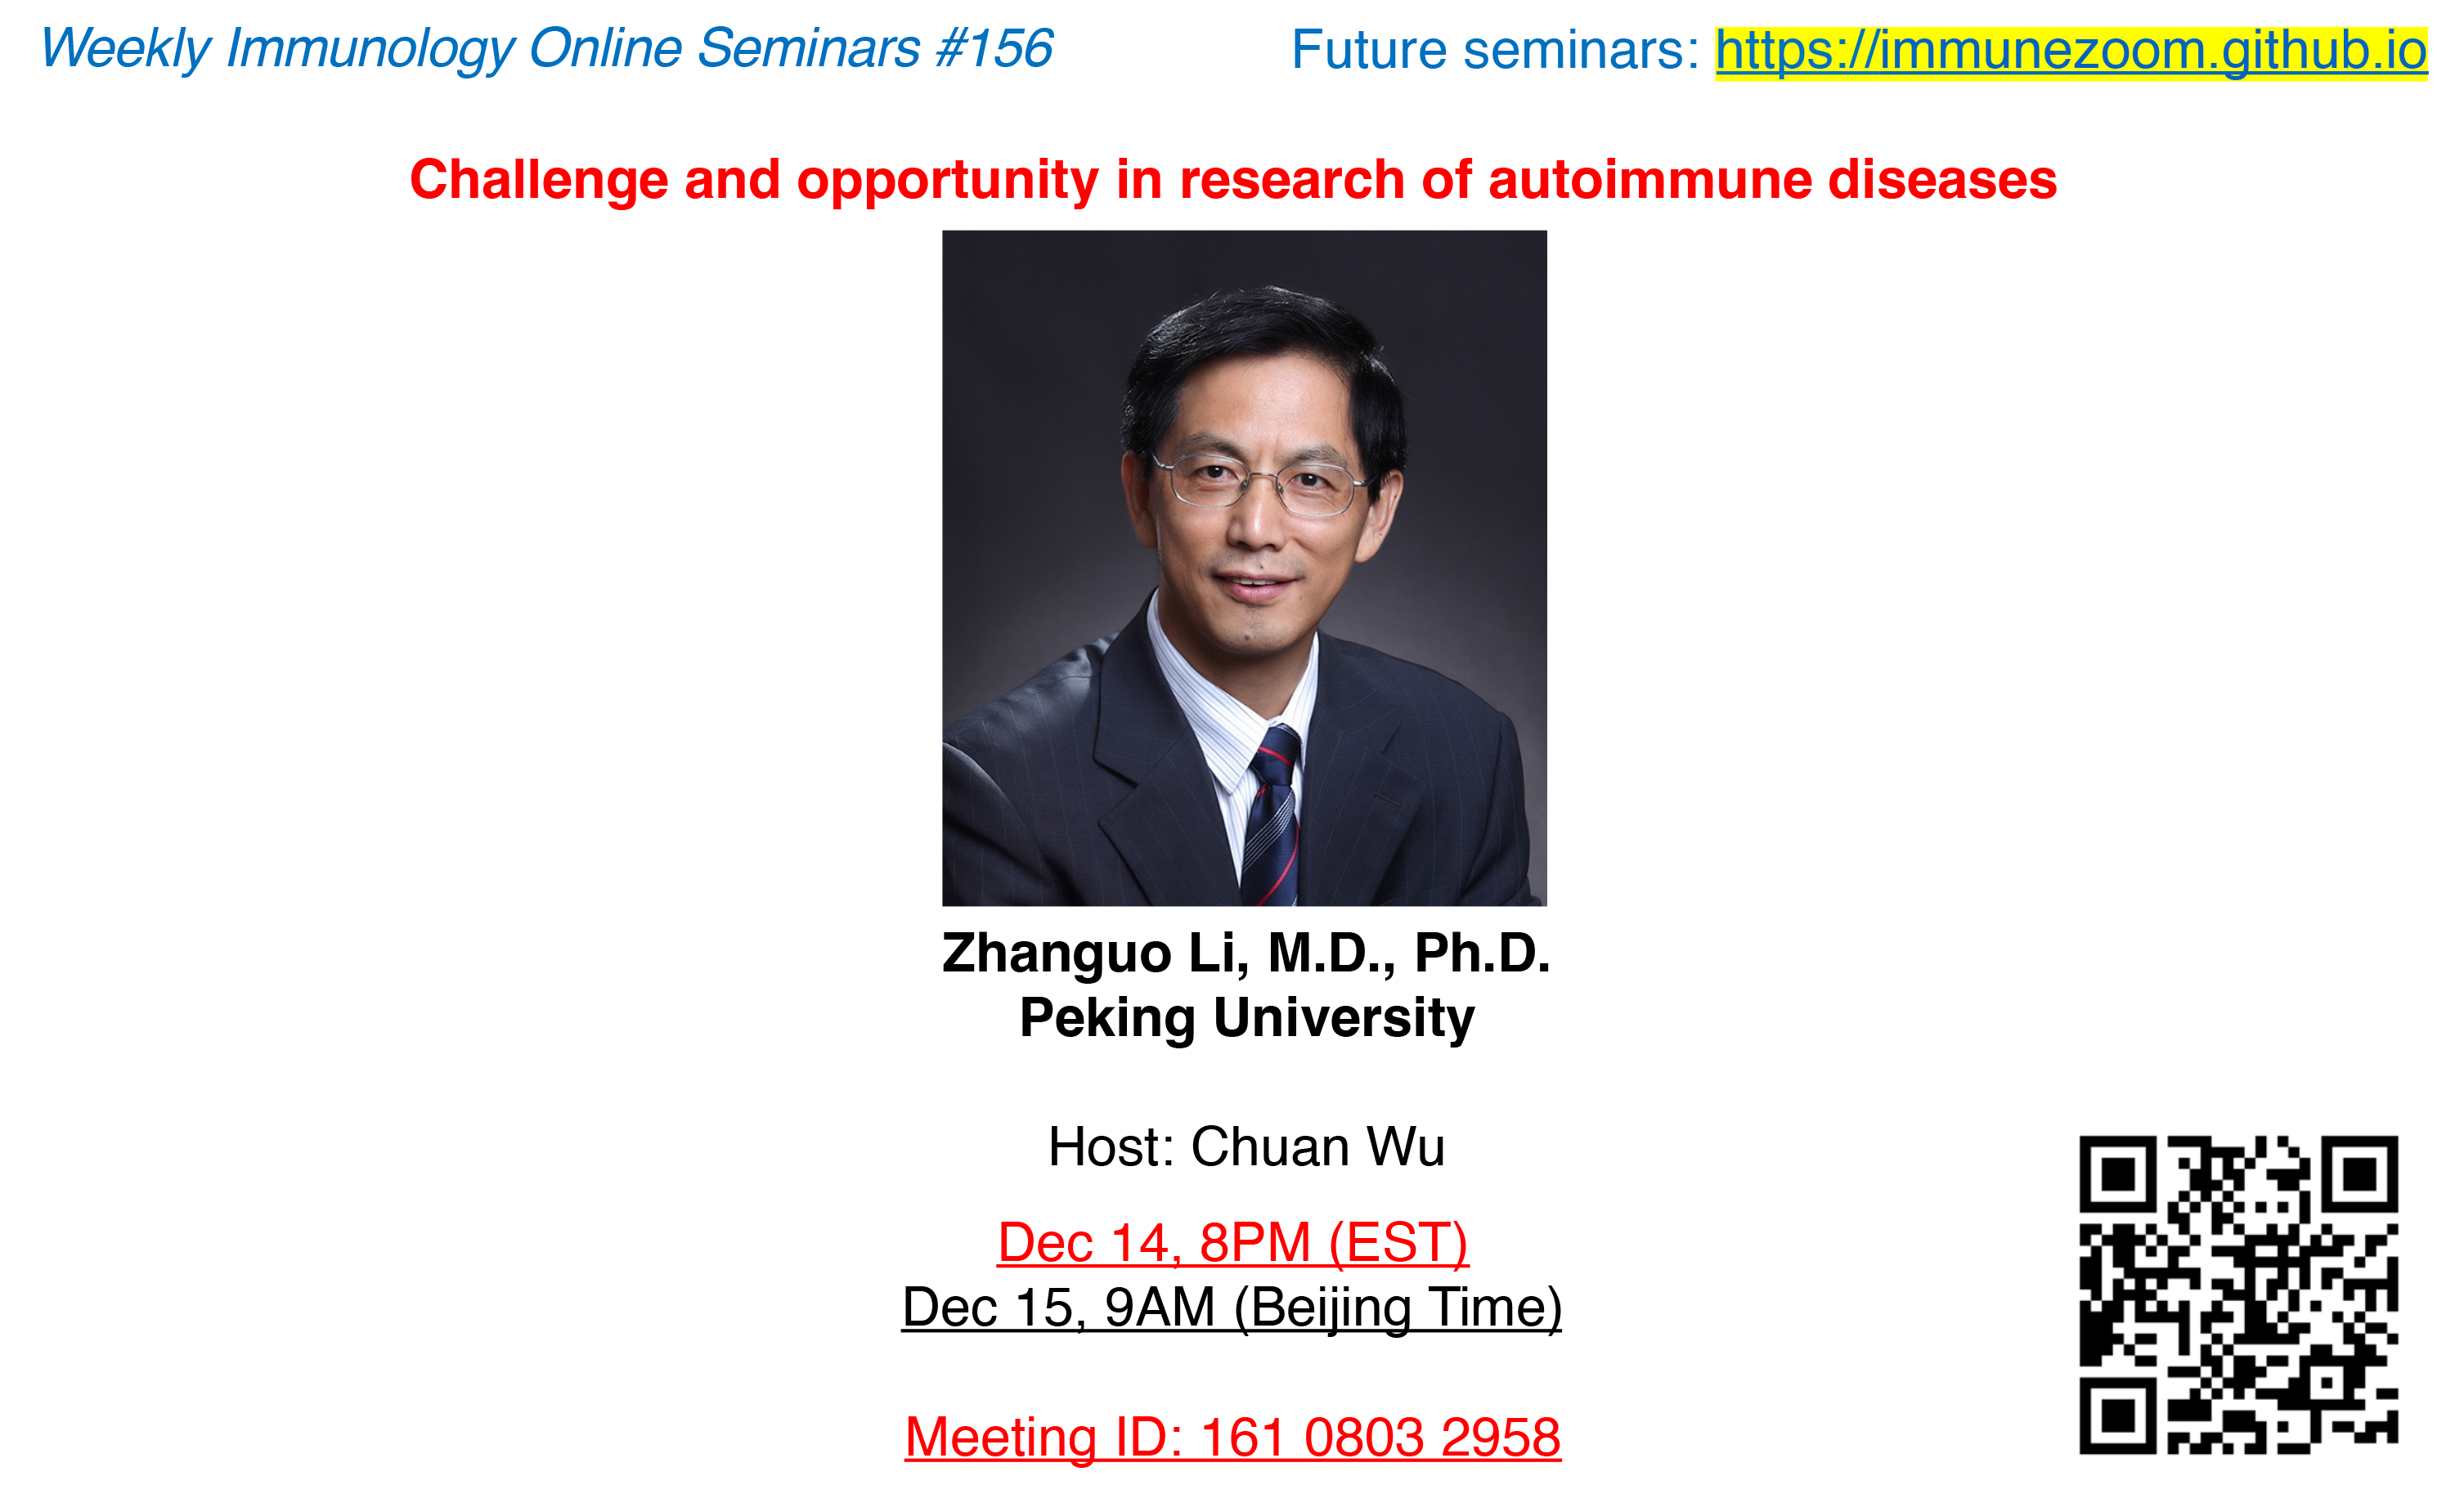 Weekly Immunology Online Seminars #156
Future seminars: https://immunezoom.github.io
Challenge and opportunity in research of autoimmune diseases
Zhanguo Li, M.D., Ph.D.
Peking University
Host: Chuan Wu
Dec 14, 8PM (EST)
Dec 15, 9AM (Beijing Time)
Meeting ID: 161 0803 2958